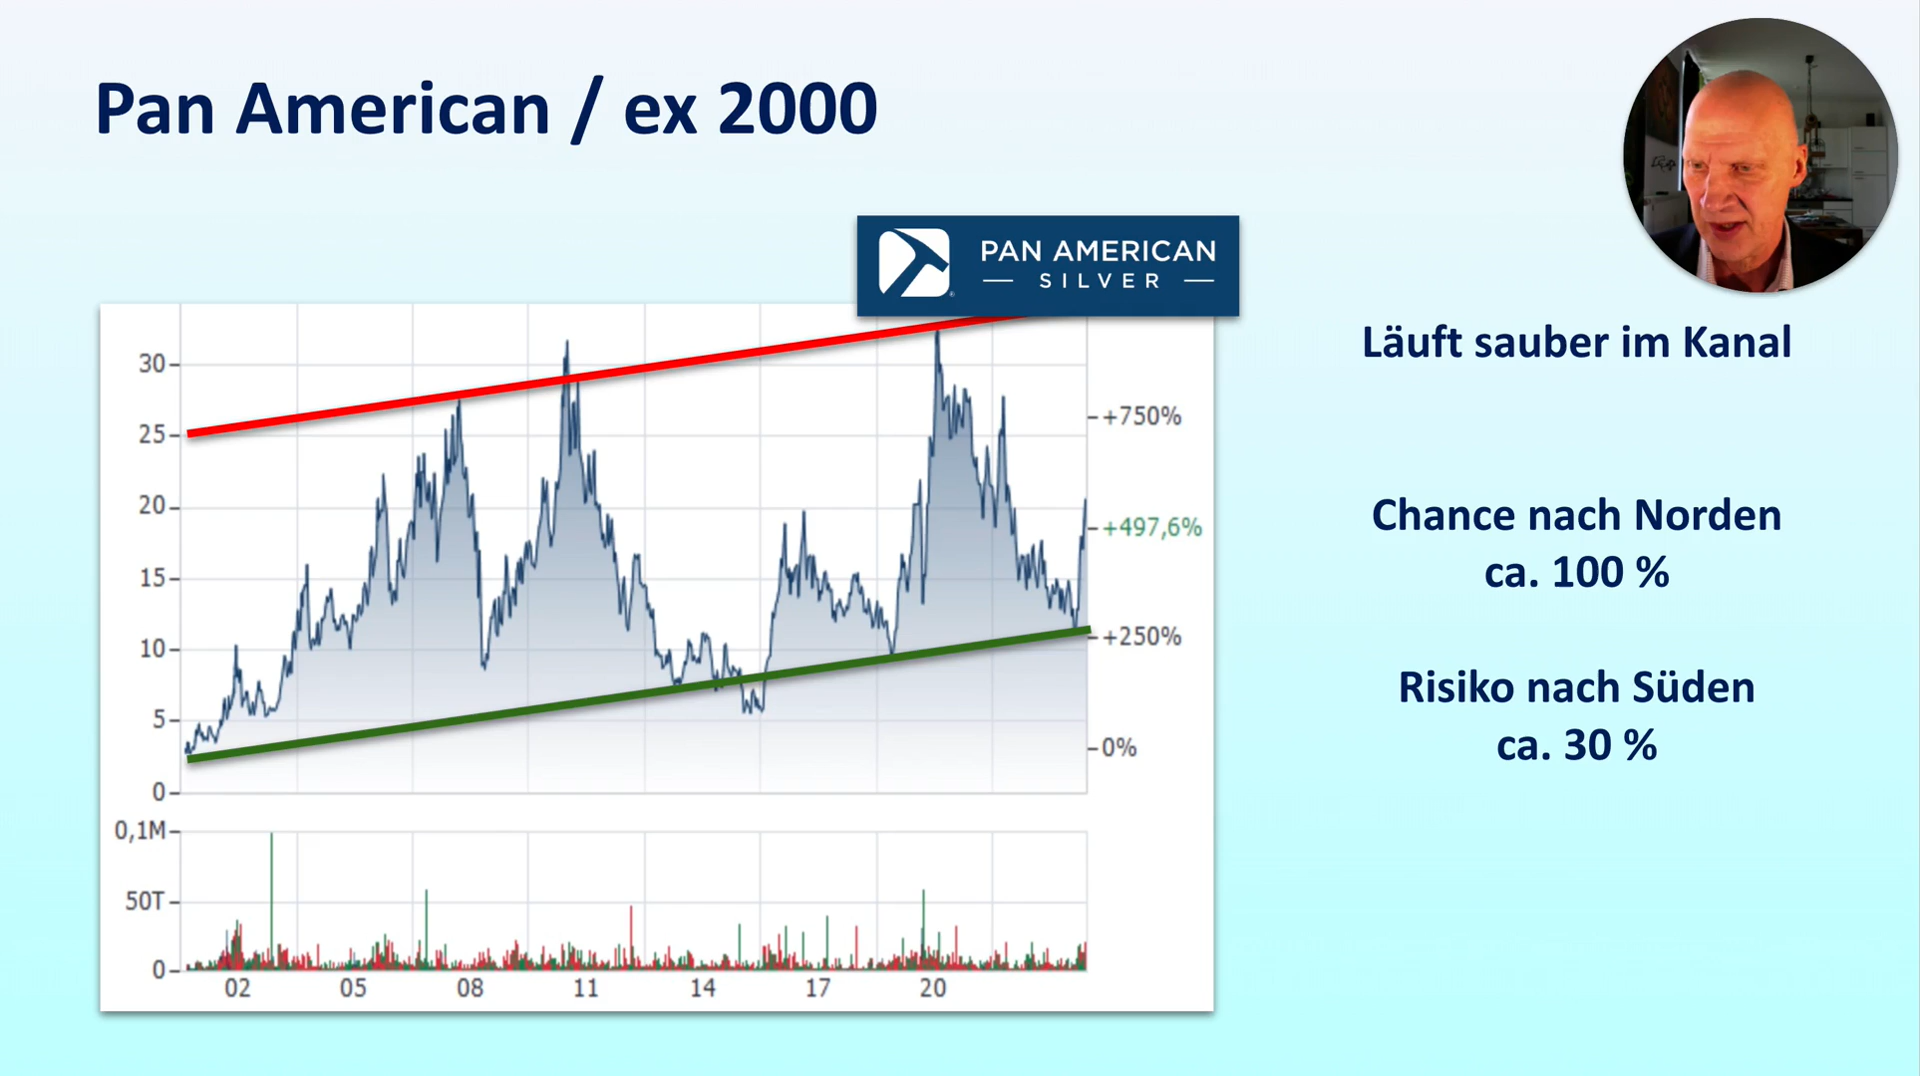 Pan American / ex 2000
PAN AMERICAN
SILVER
Läuft sauber im Kanal
Chance nach Norden
ca. 100 %
Risiko nach Süden
ca. 30 %
30
25
20
15
10
5
0
+750%
+497,6%
+250%
0%
0,1M
50T
0
02 05 08 11 14 17 20